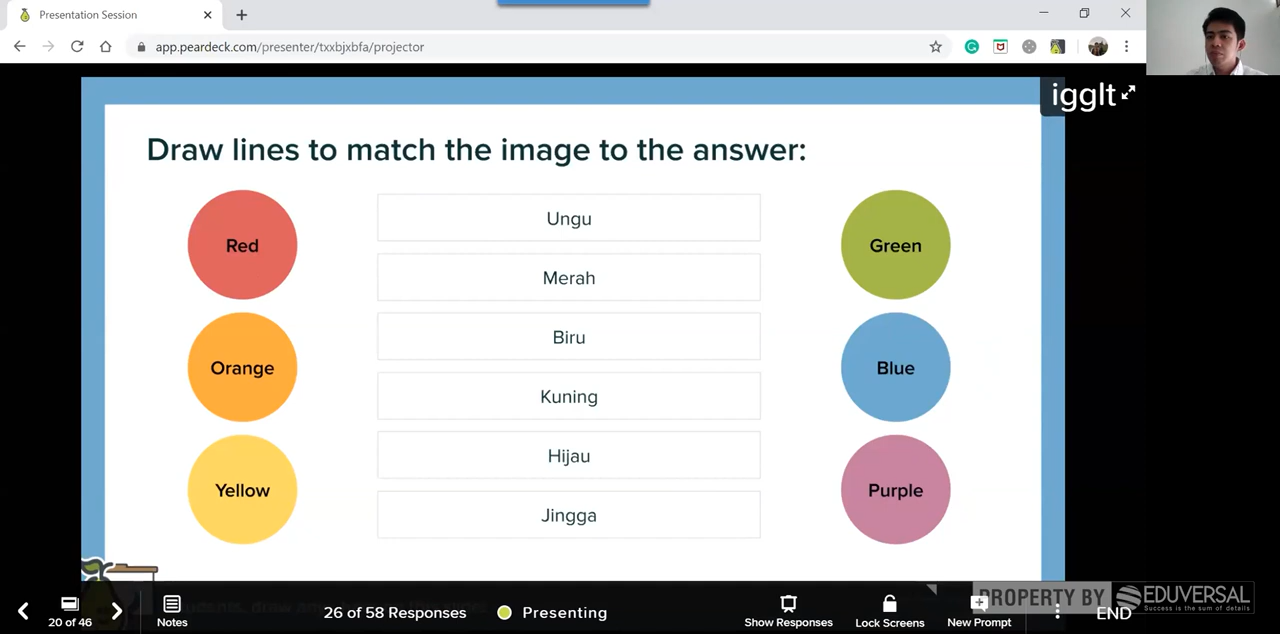 Presentation Session
app.peardeck.com/presenter/txxbjxbfa/projector
igglt
Draw lines to match the image to the answer:
Red
Orange
Yellow
Ungu
Merah
Biru
Kuning
Hijau
Jingga
Green
Blue
Purple
20 of 46
Notes
26 of 58 Responses
Presenting
Show Responses
Lock Screens
New Prompt
END
PROPERTY BY
EDUVERSAL
Success is the sum of details